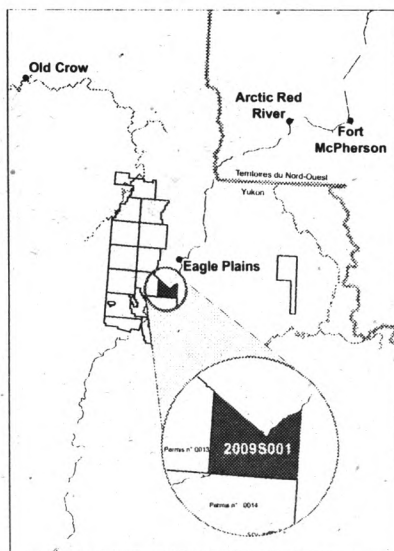 Old Crow
Arctic Red
River
Fort
McPherson
Territoires du Nord-Ouest
Yukon
Eagle Plains
2009S001
Permis n° 0013
Permis n° 0014